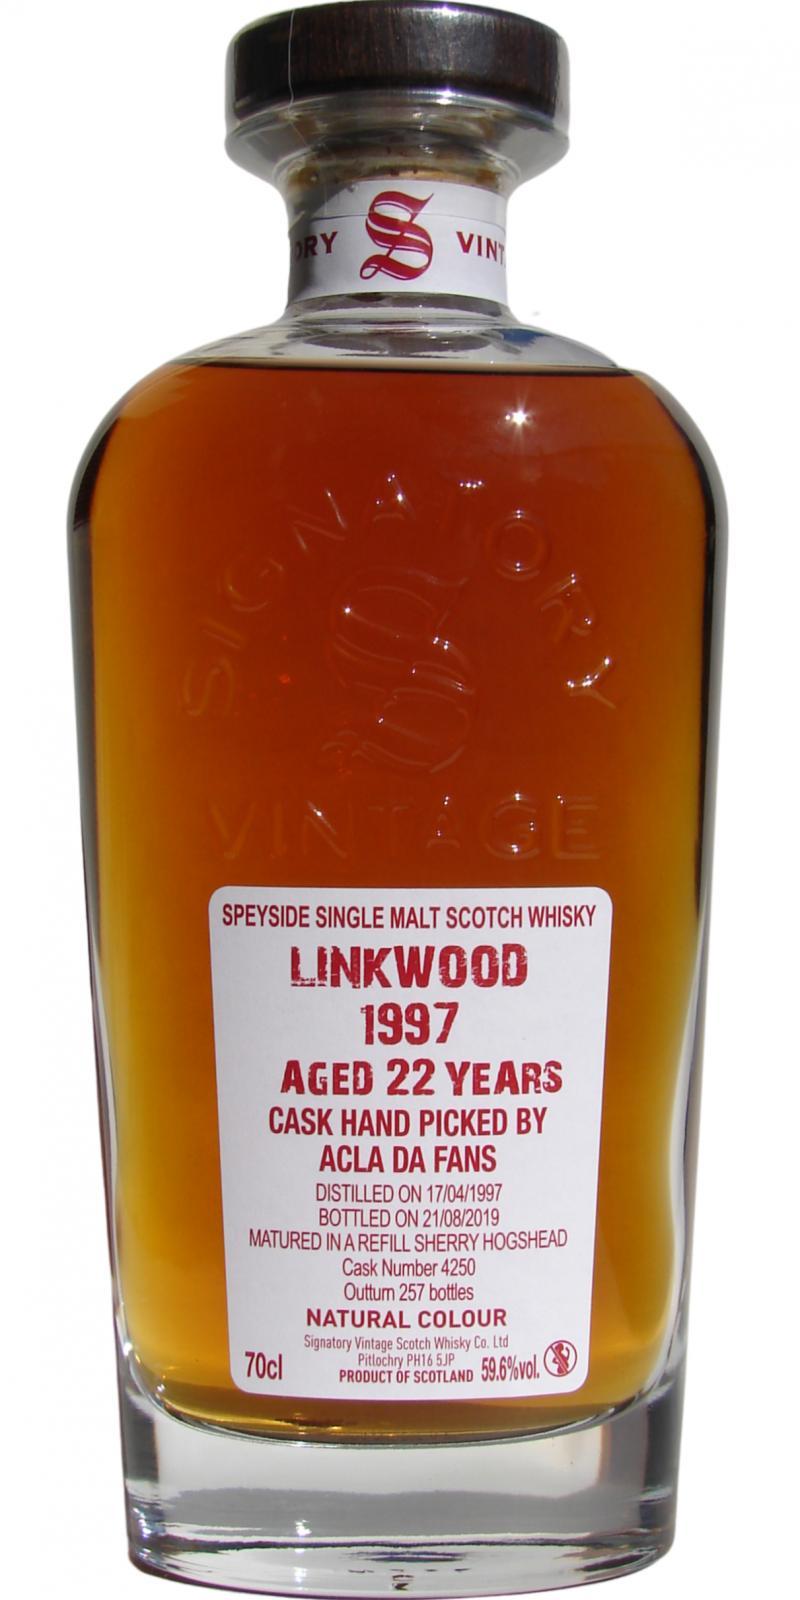 ORY S VINT
SIGNATORY
S
VINTAGE
SPEYSIDE SINGLE MALT SCOTCH WHISKY
LINKWOOD
1997
AGED 22 YEARS
CASK HAND PICKED BY
ACLA DA FANS
DISTILLED ON 17/04/1997
BOTTLED ON 21/08/2019
MATURED IN A REFILL SHERRY HOGSHEAD
Cask Number 4250
Outturn 257 bottles
NATURAL COLOUR
Signatory Vintage Scotch Whisky Co. Ltd
Pitlochry PH16 5JP
70cl PRODUCT OF SCOTLAND 59.6%vol.